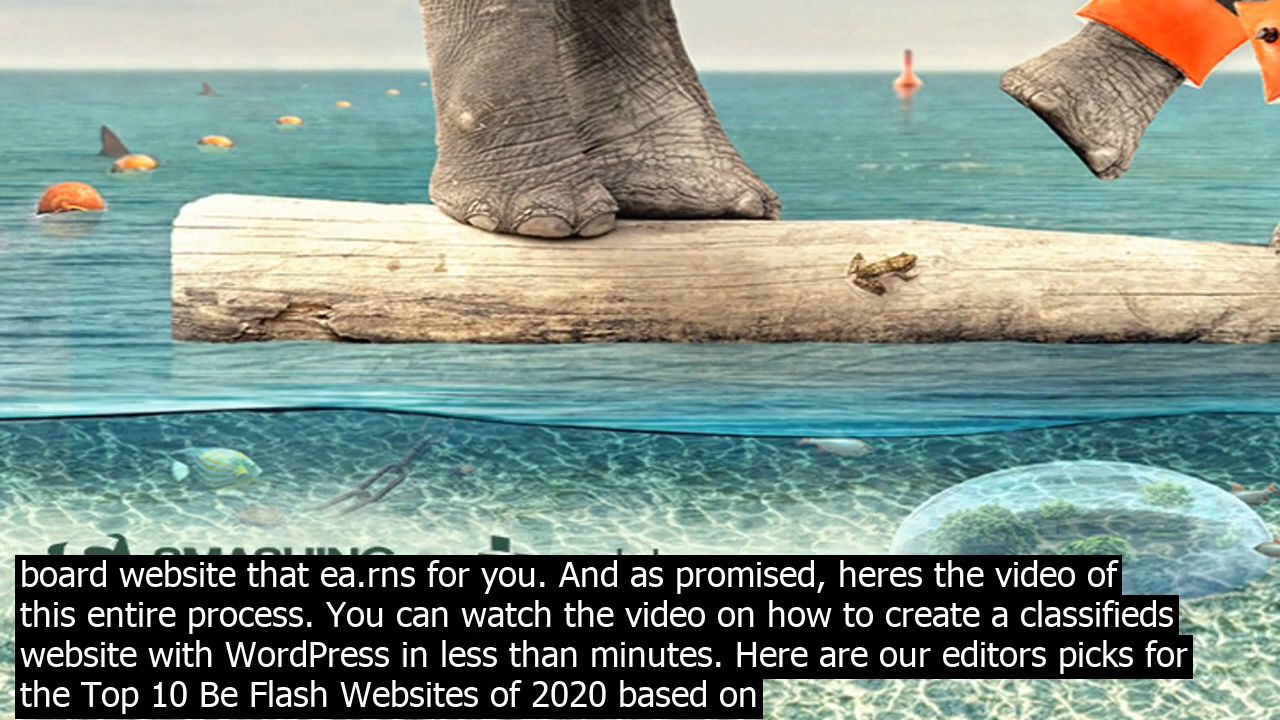 board website that ea.rns for you. And as promised, heres the video of
this entire process. You can watch the video on how to create a classifieds
website with WordPress in less than minutes. Here are our editors picks for
the Top 10 Be Flash Websites of 2020 based on